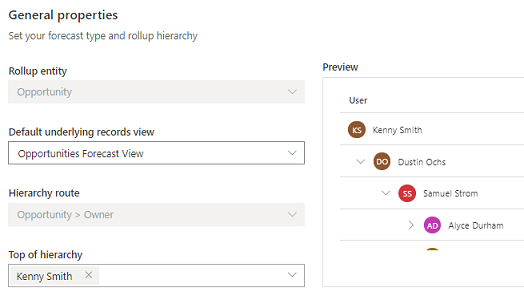 General properties
Set your forecast type and rollup hierarchy
Rollup entity
Opportunity
Default underlying records view
Opportunities Forecast View
Hierarchy route
Opportunity > Owner
Top of hierarchy
Kenny Smith
Preview
User
KS Kenny Smith
DO Dustin Ochs
SS Samuel Strom
AD Alyce Durham